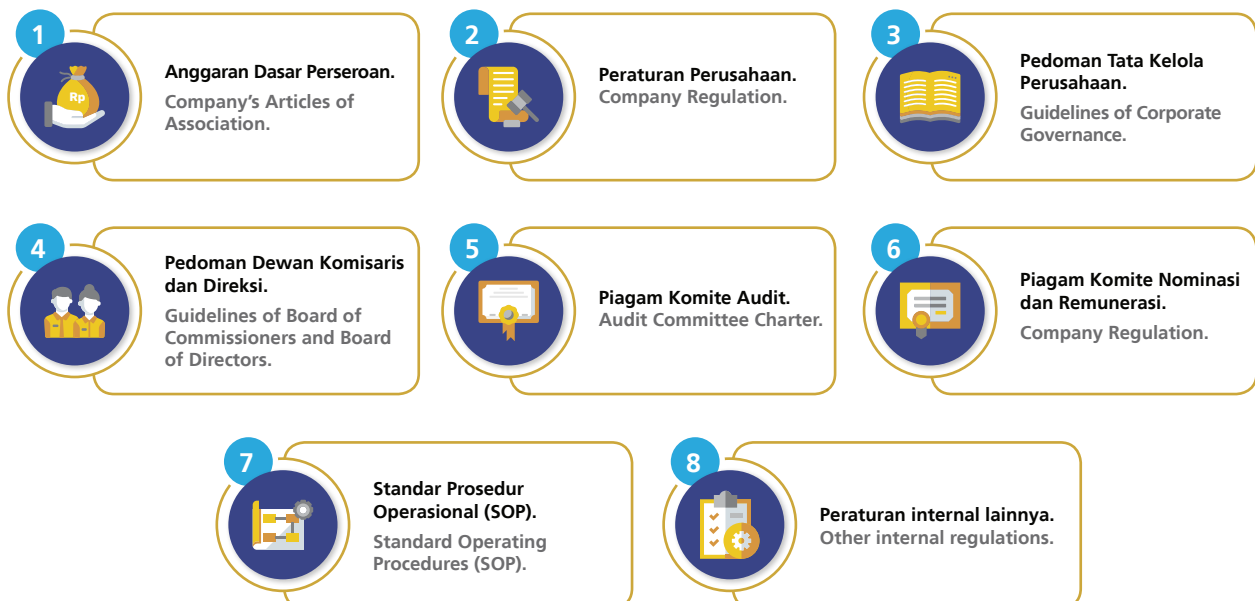 1
Anggaran Dasar Perseroan.
Company's Articles of
Association.
Rp
2
Peraturan Perusahaan.
Company Regulation.
3
Pedoman Tata Kelola
Perusahaan.
Guidelines of Corporate
Governance.
4
Pedoman Dewan Komisaris
dan Direksi.
Guidelines of Board of
Commissioners and Board
of Directors.
5
Piagam Komite Audit.
Audit Committee Charter.
6
Piagam Komite Nominasi
dan Remunerasi.
Company Regulation.
7
Standar Prosedur
Operasional (SOP).
Standard Operating
Procedures (SOP).
8
Peraturan internal lainnya.
Other internal regulations.